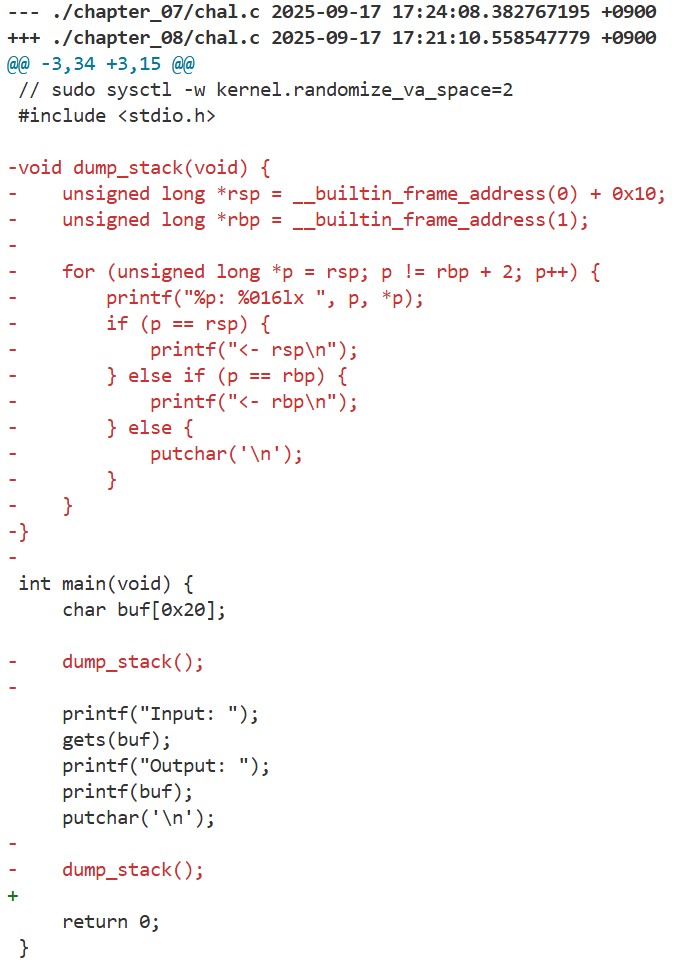 --- ./chapter_07/chal.c 2025-09-17 17:24:08.382767195 +0900
+++ ./chapter_08/chal.c 2025-09-17 17:21:10.558547779 +0900
@@ -3,34 +3,15 @@
 // sudo sysctl -w kernel.randomize_va_space=2
 #include <stdio.h>

-void dump_stack(void) {
-    unsigned long *rsp = __builtin_frame_address(0) + 0x10;
-    unsigned long *rbp = __builtin_frame_address(1);
-
-    for (unsigned long *p = rsp; p != rbp + 2; p++) {
-        printf("%p: %016lx ", p, *p);
-        if (p == rsp) {
-            printf("<- rsp\n");
-        } else if (p == rbp) {
-            printf("<- rbp\n");
-        } else {
-            putchar('\n');
-        }
-    }
-}
-
 int main(void) {
     char buf[0x20];

-    dump_stack();
-
     printf("Input: ");
     gets(buf);
     printf("Output: ");
     printf(buf);
     putchar('\n');
-
-    dump_stack();
+
     return 0;
 }